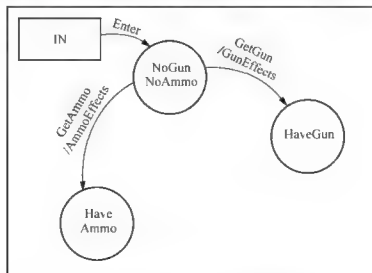 IN
Enter
NoGun
NoAmmo
GetGun
/GunEffects
GetAmmo
/AmmoEffects
HaveGun
Have
Ammo